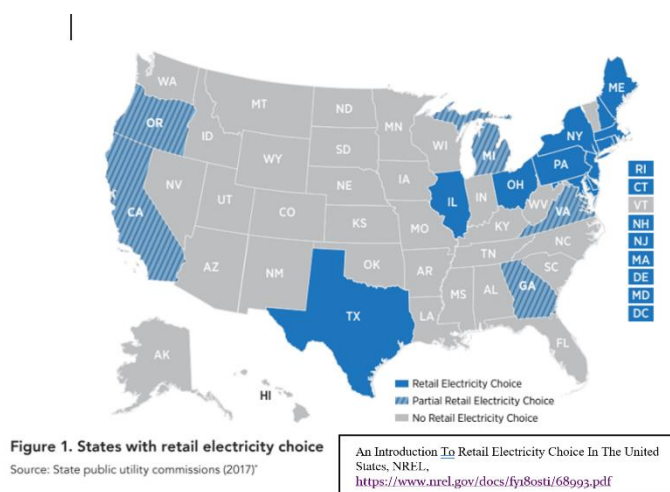 WA
MT
ND
MN
ME
OR
ID
SD
WI
MI
NY
WY
IA
PA
NE
NV
UT
CO
IL
IN
OH
WV
VA
CA
KS
MO
KY
NC
AZ
NM
OK
AR
TN
SC
MS
AL
GA
TX
LA
FL
AK
HI
RI
CT
VT
NH
NJ
MA
DE
MD
DC
Retail Electricity Choice
Partial Retail Electricity Choice
No Retail Electricity Choice
Figure 1. States with retail electricity choice
Source: State public utility commissions (2017)*
An Introduction To Retail Electricity Choice In The United
States, NREL,
https://www.nrel.gov/docs/fy18osti/68993.pdf